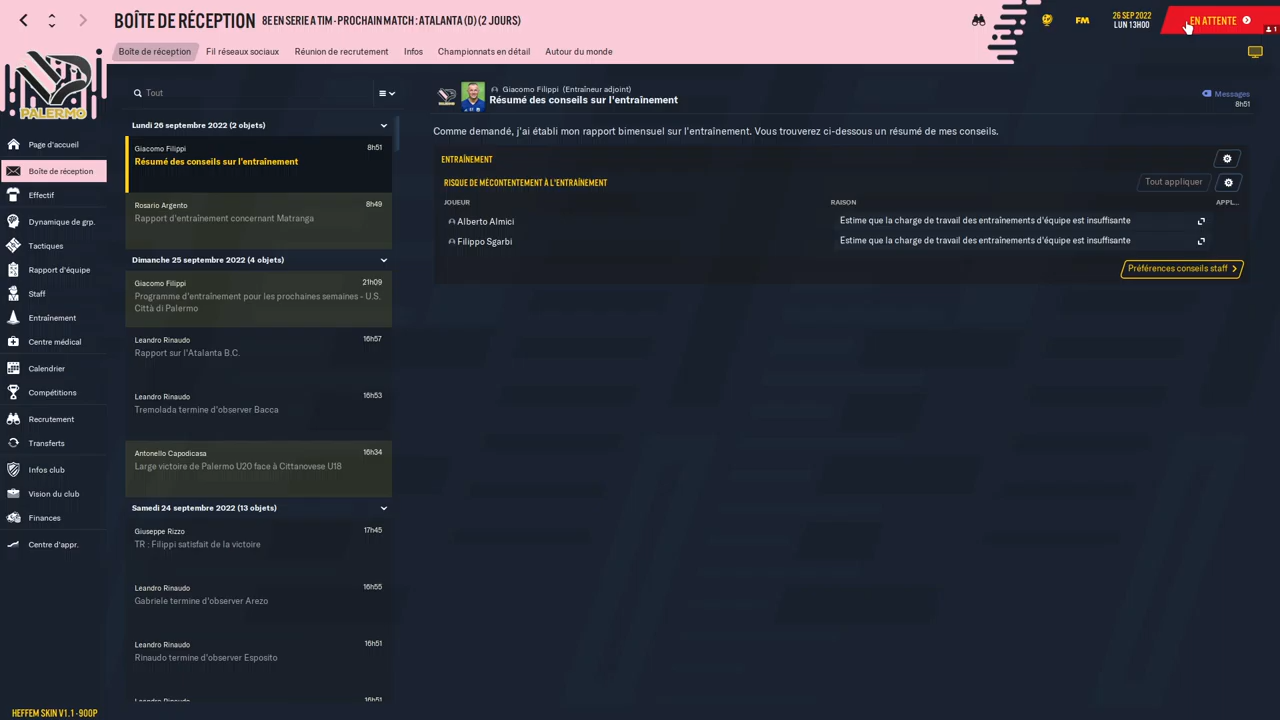 BOÎTE DE RÉCEPTION
8E EN SERIE A TIM - PROCHAIN MATCH : ATALANTA (D) (2 JOURS)
FM
26 SEP 2022
LUN 13H00
EN ATTENTE
1
Boîte de réception
Fil réseaux sociaux
Réunion de recrutement
Infos
Championnats en détail
Autour du monde
PALERMO
Page d'accueil
Boîte de réception
Effectif
Dynamique de grp.
Tactiques
Rapport d'équipe
Staff
Entraînement
Centre médical
Calendrier
Compétitions
Recrutement
Transferts
Infos club
Vision du club
Finances
Centre d'appr.
HEFFEM SKIN V1.1 - 900P
Tout
Lundi 26 septembre 2022 (2 objets)
Giacomo Filippi 8h51
Résumé des conseils sur l'entraînement
Rosario Argento 8h49
Rapport d'entraînement concernant Matranga
Dimanche 25 septembre 2022 (4 objets)
Giacomo Filippi 21h09
Programme d'entraînement pour les prochaines semaines - U.S.
Città di Palermo
Leandro Rinaudo 16h57
Rapport sur l'Atalanta B.C.
Leandro Rinaudo 16h53
Tremolada termine d'observer Bacca
Antonello Capodicasa 16h34
Large victoire de Palermo U20 face à Cittanovese U18
Samedi 24 septembre 2022 (13 objets)
Giuseppe Rizzo 17h45
TR : Filippi satisfait de la victoire
Leandro Rinaudo 16h55
Gabriele termine d'observer Arezo
Leandro Rinaudo 16h51
Rinaudo termine d'observer Esposito
Leandro Rinaudo 16h51
Giacomo Filippi (Entraîneur adjoint)
Résumé des conseils sur l'entraînement
Messages
8h51
Comme demandé, j'ai établi mon rapport bimensuel sur l'entraînement. Vous trouverez ci-dessous un résumé de mes conseils.
ENTRAÎNEMENT
RISQUE DE MÉCONTENTEMENT À L'ENTRAÎNEMENT
Tout appliquer
JOUEUR RAISON APPL...
Alberto Almici Estime que la charge de travail des entraînements d'équipe est insuffisante
Filippo Sgarbi Estime que la charge de travail des entraînements d'équipe est insuffisante
Préférences conseils staff